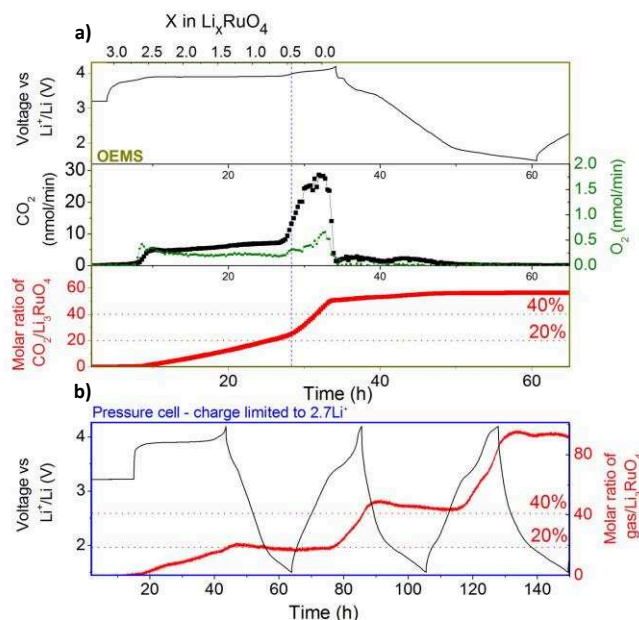 a)
X in LiₓRuO₄
3.0 2.5 2.0 1.5 1.0 0.5 0.0
Voltage vs
Li⁺/Li (V)
4
3
2
OEMS
20 40 60
CO₂
(nmol/min)
30
20
10
0
20 40 60
2.0
1.5
1.0
0.5
0.0
O₂
(nmol/min)
Molar ratio of
CO₂/Li₃RuO₄
60
40
20
0
40%
20%
20 40 60
Time (h)
b)
Pressure cell - charge limited to 2.7Li⁺
Voltage vs
Li⁺/Li (V)
4
3
2
40%
20%
80
40
0
Molar ratio of
gas/Li₃RuO₄
20 40 60 80 100 120 140
Time (h)